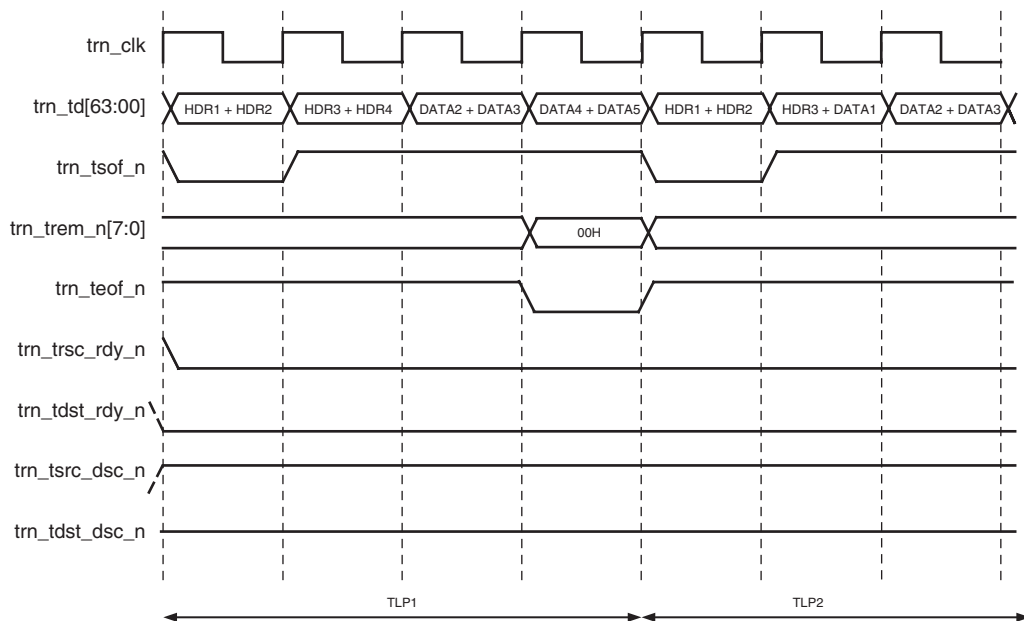 trn_clk
trn_td[63:00]
HDR1 + HDR2
HDR3 + HDR4
DATA2 + DATA3
DATA4 + DATA5
HDR1 + HDR2
HDR3 + DATA1
DATA2 + DATA3
trn_tsof_n
trn_trem_n[7:0]
00H
trn_teof_n
trn_trsc_rdy_n
trn_tdst_rdy_n
trn_tsrc_dsc_n
trn_tdst_dsc_n
TLP1
TLP2